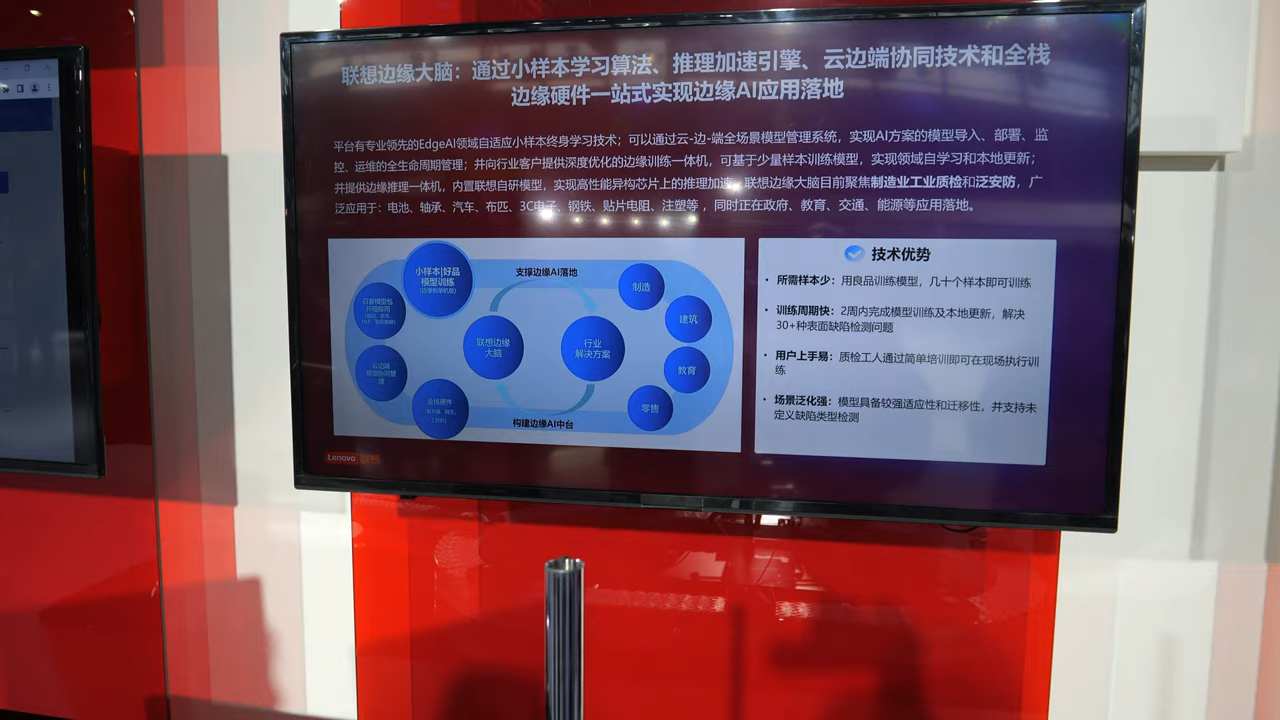 联想边缘大脑：通过小样本学习算法、推理加速引擎、云边端协同技术和全栈
边缘硬件一站式实现边缘AI应用落地
平台有专业领先的EdgeAI领域自适应小样本终身学习技术；可以通过云-边-端全场景模型管理系统，实现AI方案的模型导入、部署、监
控、运维的全生命周期管理；并向行业客户提供深度优化的边缘训练一体机，可基于少量样本训练模型，实现领域自学习和本地更新；
并提供边缘推理一体机，内置联想自研模型，实现高性能异构芯片上的推理加速。联想边缘大脑目前聚焦制造业工业质检和泛安防，广
泛应用于：电池、轴承、汽车、布匹、3C电子、钢铁、贴片电阻、注塑等，同时正在政府、教育、交通、能源等应用落地。
小样本|好品
模型训练
百套模型包
开箱即用
云边端
管
理
全栈硬件
支撑边缘AI落地
联想边缘
大脑
行业
解决方案
构建边缘AI中台
制造
建筑
教育
零售
技术优势
• 所需样本少：用良品训练模型，几十个样本即可训练
• 训练周期快：2周内完成模型训练及本地更新，解决
30+种表面缺陷检测问题
• 用户上手易：质检工人通过简单培训即可在现场执行训
练
• 场景泛化强：模型具备较强适应性和迁移性，并支持未
定义缺陷类型检测
Lenovo